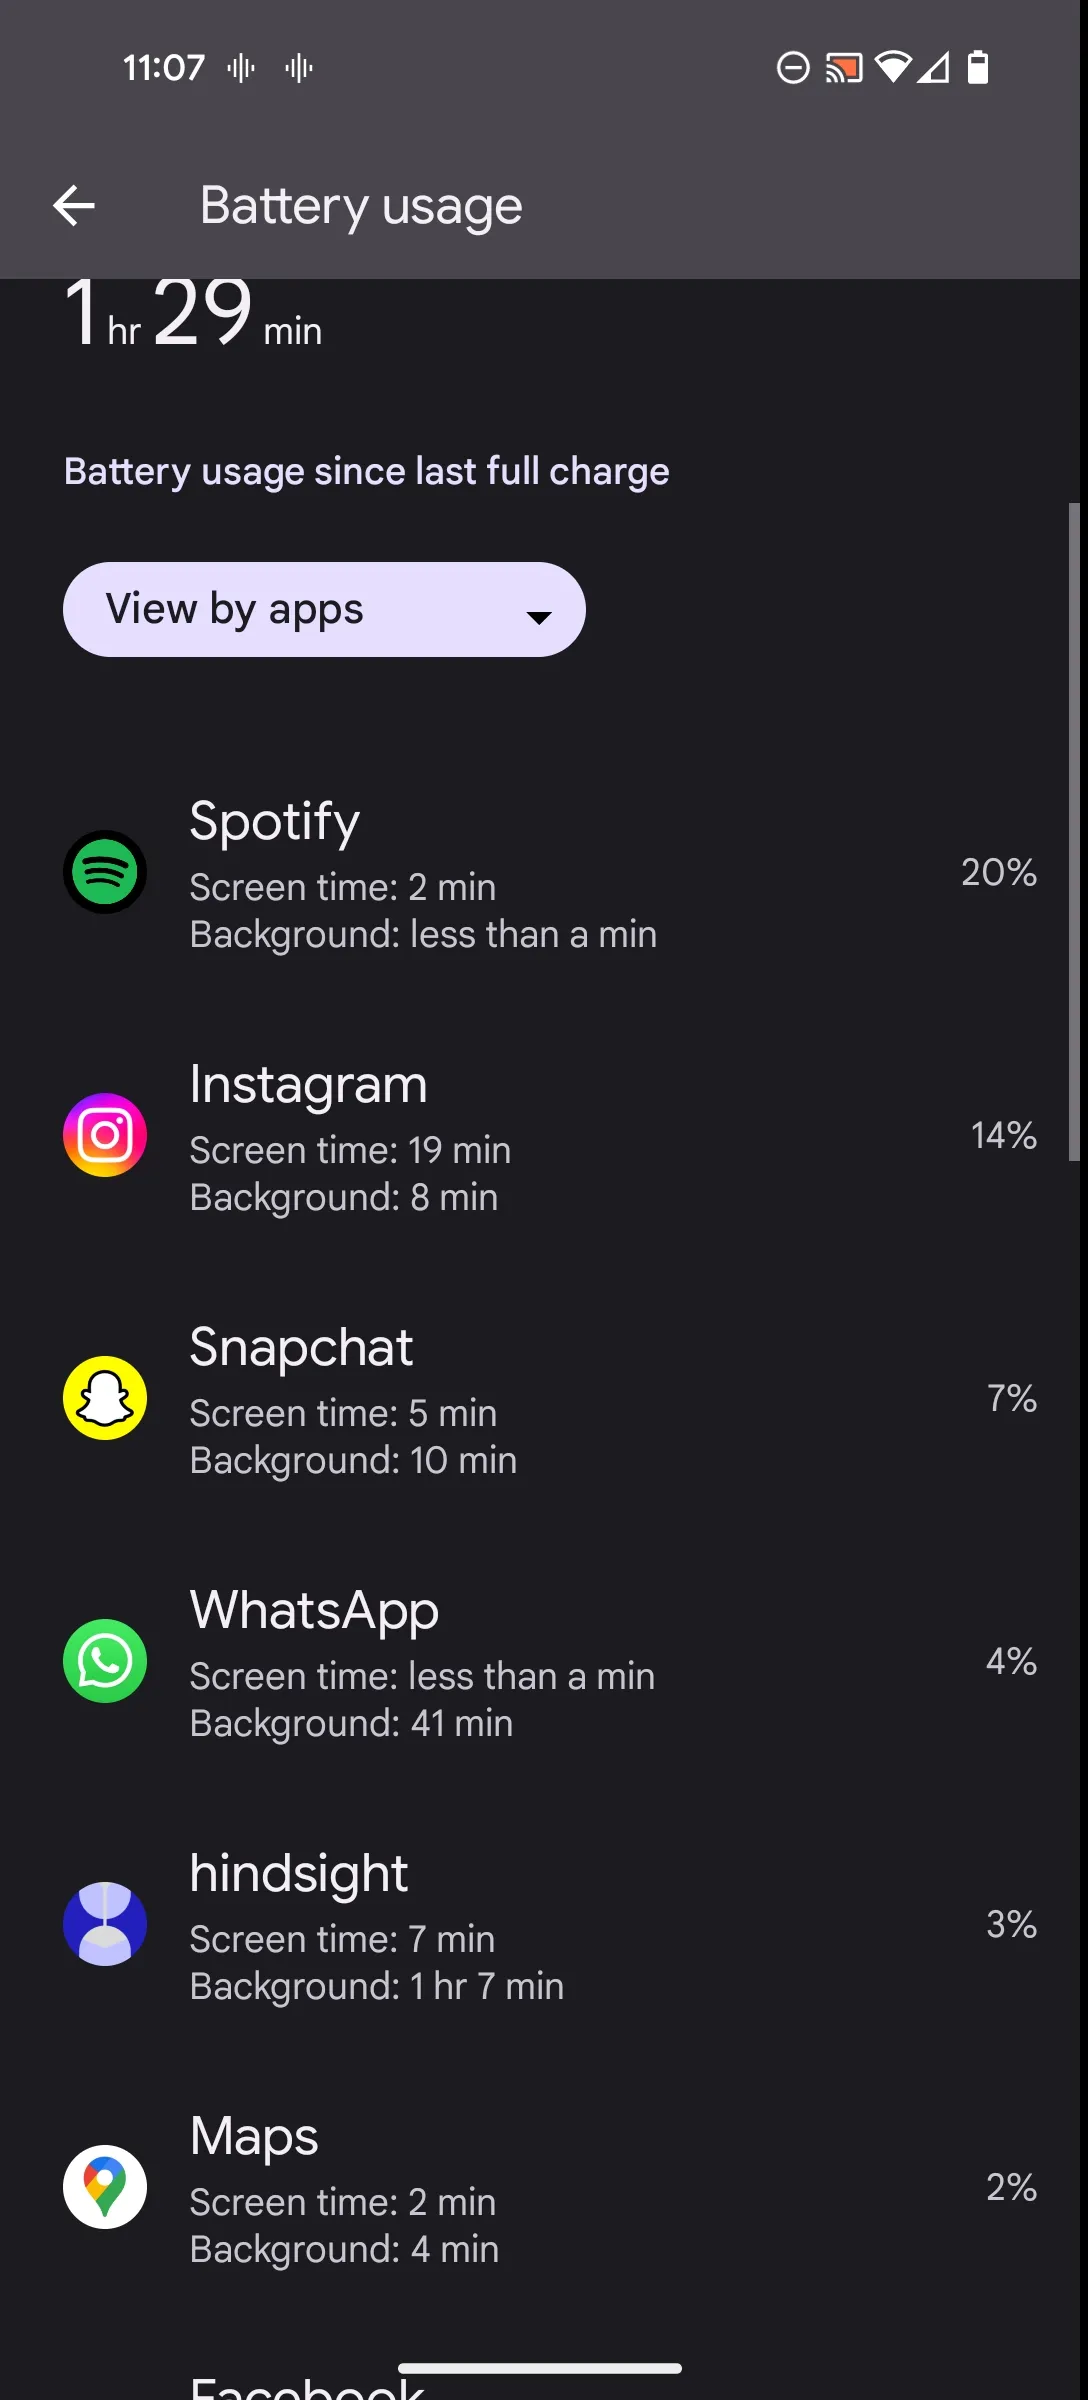 11:07
Battery usage
1 hr 29 min
Battery usage since last full charge
View by apps
Spotify
Screen time: 2 min
Background: less than a min
20%
Instagram
Screen time: 19 min
Background: 8 min
14%
Snapchat
Screen time: 5 min
Background: 10 min
7%
WhatsApp
Screen time: less than a min
Background: 41 min
4%
hindsight
Screen time: 7 min
Background: 1 hr 7 min
3%
Maps
Screen time: 2 min
Background: 4 min
2%
Facebook